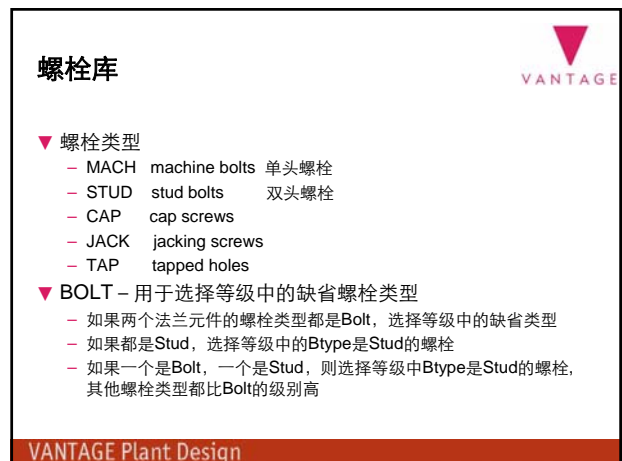 螺栓库
VANTAGE
▼ 螺栓类型
– MACH machine bolts 单头螺栓
– STUD stud bolts 双头螺栓
– CAP cap screws
– JACK jacking screws
– TAP tapped holes
▼ BOLT – 用于选择等级中的缺省螺栓类型
– 如果两个法兰元件的螺栓类型都是Bolt，选择等级中的缺省类型
– 如果都是Stud，选择等级中的Btype是Stud的螺栓
– 如果一个是Bolt，一个是Stud，则选择等级中Btype是Stud的螺栓,
其他螺栓类型都比Bolt的级别高
VANTAGE Plant Design